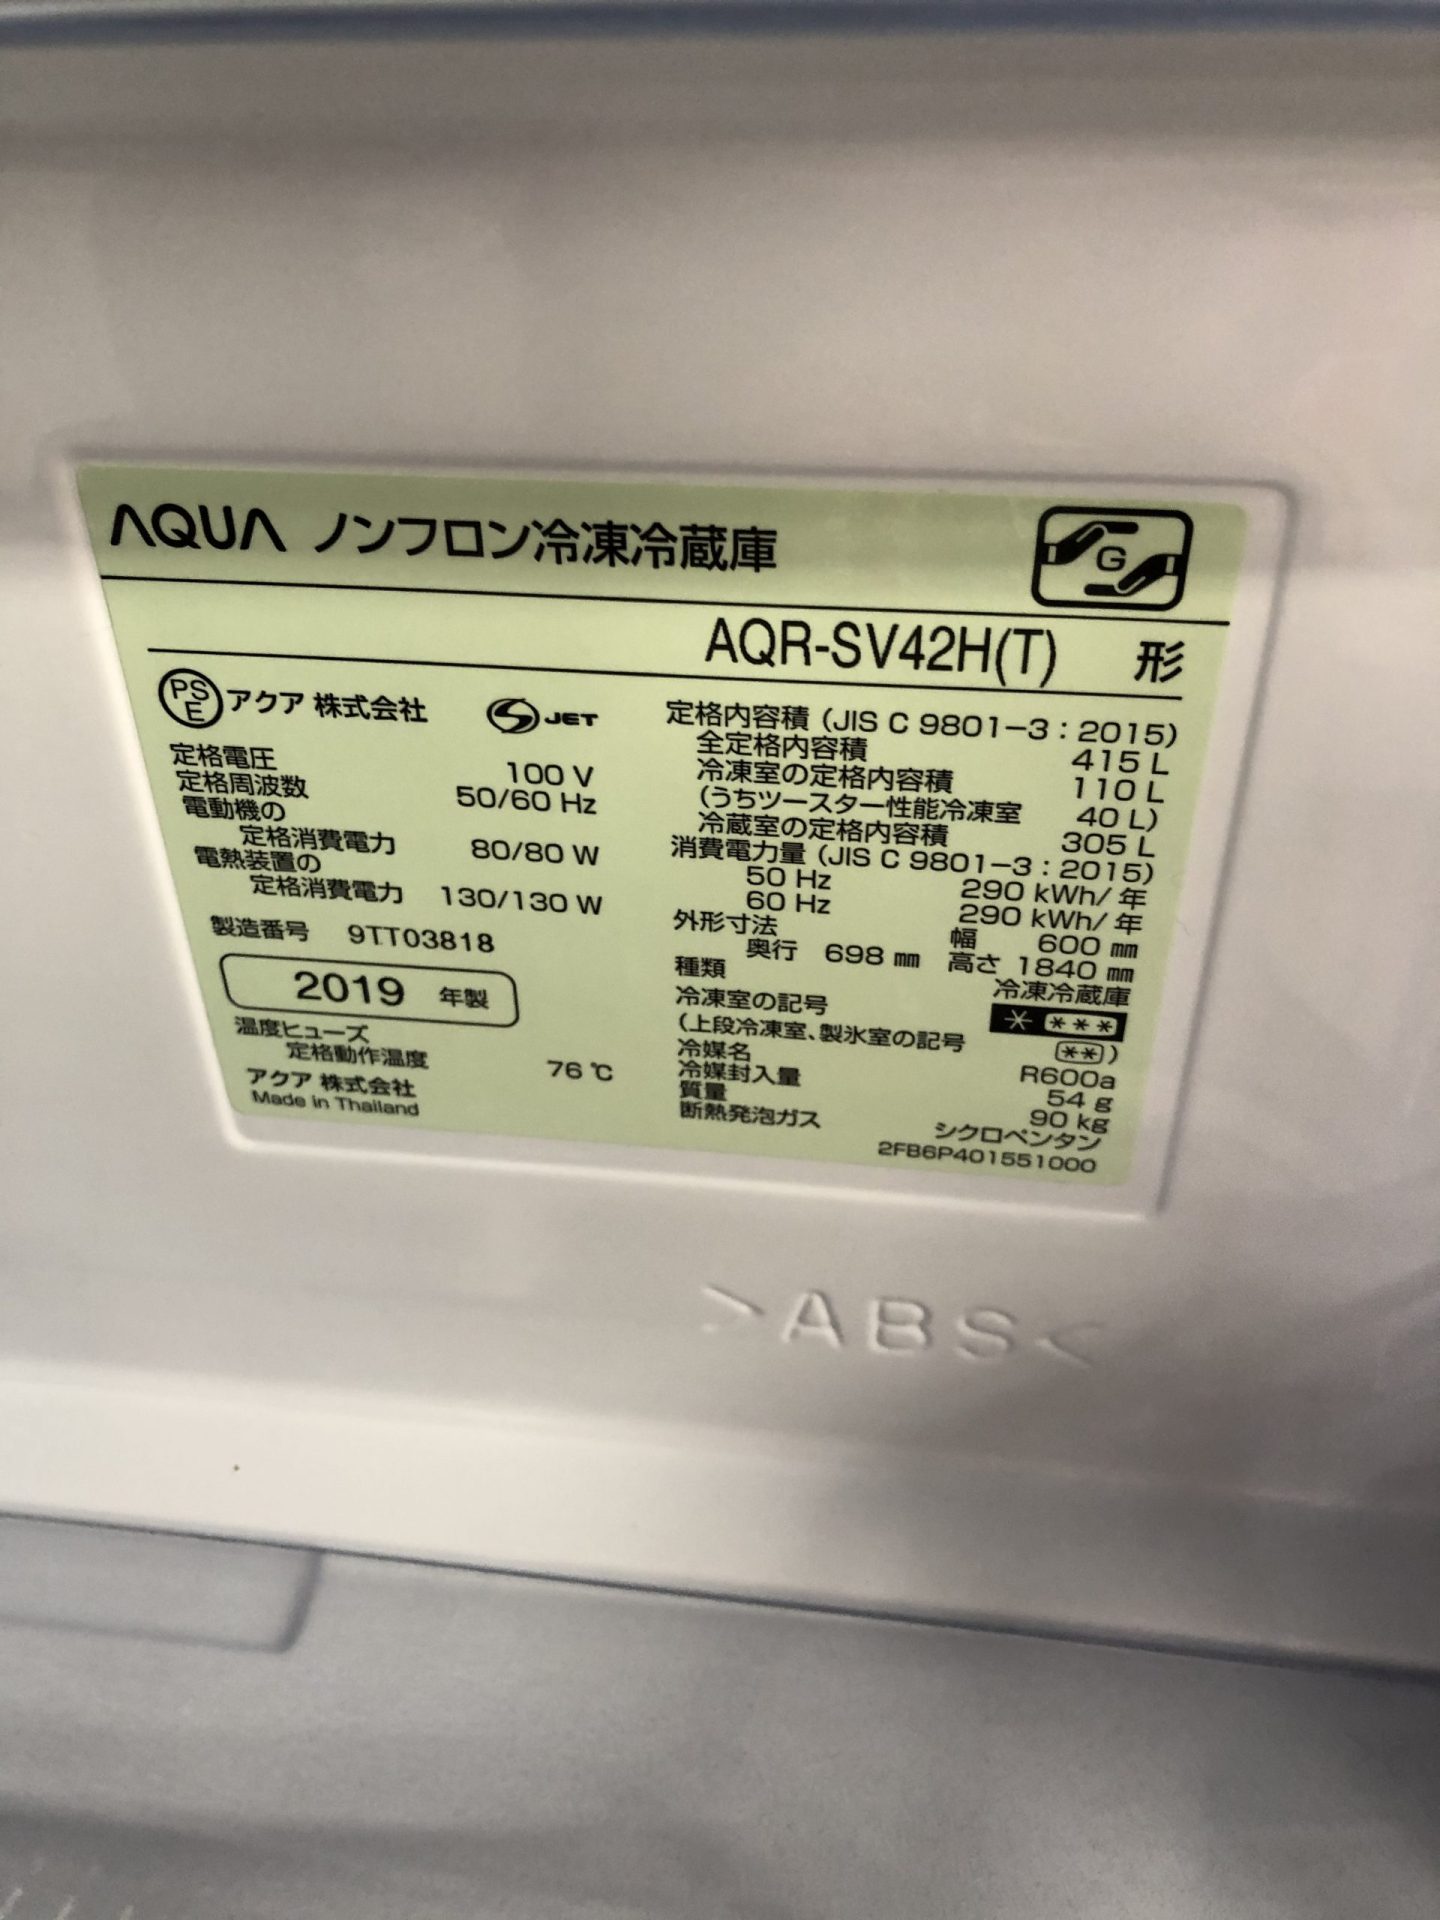 AQUA ノンフロン冷凍冷蔵庫
G
AQR-SV42H(T) 形
PS
E
アクア 株式会社
S JET
定格電圧 100 V
定格周波数 50/60 Hz
電動機の
定格消費電力 80/80 W
電熱装置の
定格消費電力 130/130 W
製造番号 9TT03818
2019 年製
温度ヒューズ
定格動作温度 76 ℃
アクア 株式会社
Made in Thailand
定格内容積 (JIS C 9801-3 : 2015)
全定格内容積 415 L
冷凍室の定格内容積 110 L
(うちツースター性能冷凍室 40 L)
冷蔵室の定格内容積 305 L
消費電力量 (JIS C 9801-3 : 2015)
50 Hz 290 kWh/年
60 Hz 290 kWh/年
外形寸法 幅 600 ㎜
奥行 698 ㎜ 高さ 1840 ㎜
種類 冷凍冷蔵庫
冷凍室の記号 * ***
(上段冷凍室、製氷室の記号 **)
冷媒名 R600a
冷媒封入量 54 g
質量 90 kg
断熱発泡ガス シクロペンタン
2FB6P401551000
>ABS<